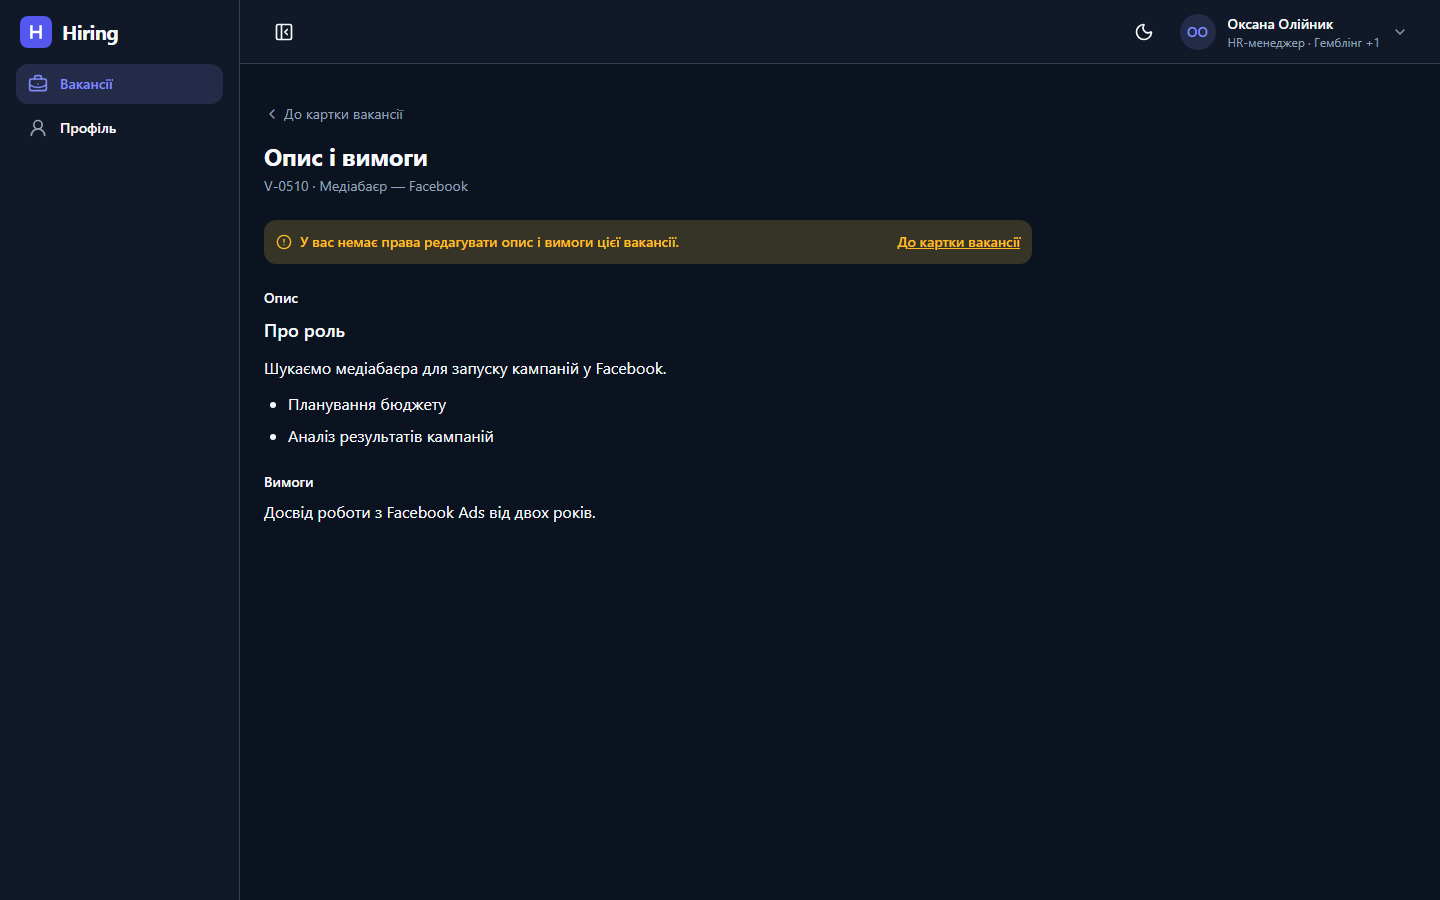 H Hiring
Вакансії
Профіль
ОО
Оксана Олійник
HR-менеджер · Гемблінг +1
До картки вакансії
Опис і вимоги
V-0510 · Медіабаєр — Facebook
У вас немає права редагувати опис і вимоги цієї вакансії.
До картки вакансії
Опис
Про роль
Шукаємо медіабаєра для запуску кампаній у Facebook.
Планування бюджету
Аналіз результатів кампаній
Вимоги
Досвід роботи з Facebook Ads від двох років.